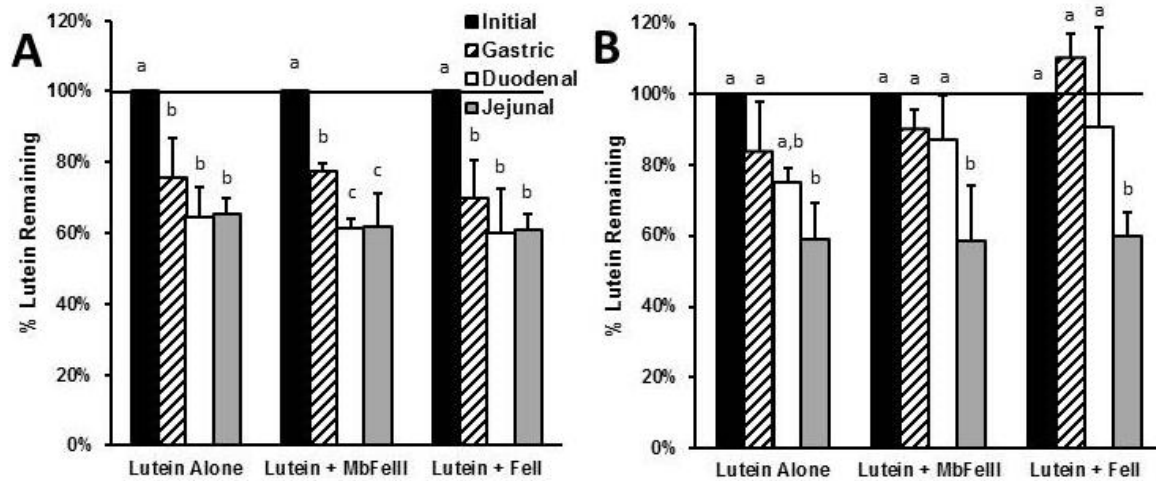 A
% Lutein Remaining
120%
100%
80%
60%
40%
20%
0%
Initial
Gastric
Duodenal
Jejunal
a b b b
a b c c
a b b b
Lutein Alone Lutein + MbFeIII Lutein + FeII
B
% Lutein Remaining
120%
100%
80%
60%
40%
20%
0%
a a a,b b
a a a b
a a a b
Lutein Alone Lutein + MbFeIII Lutein + FeII